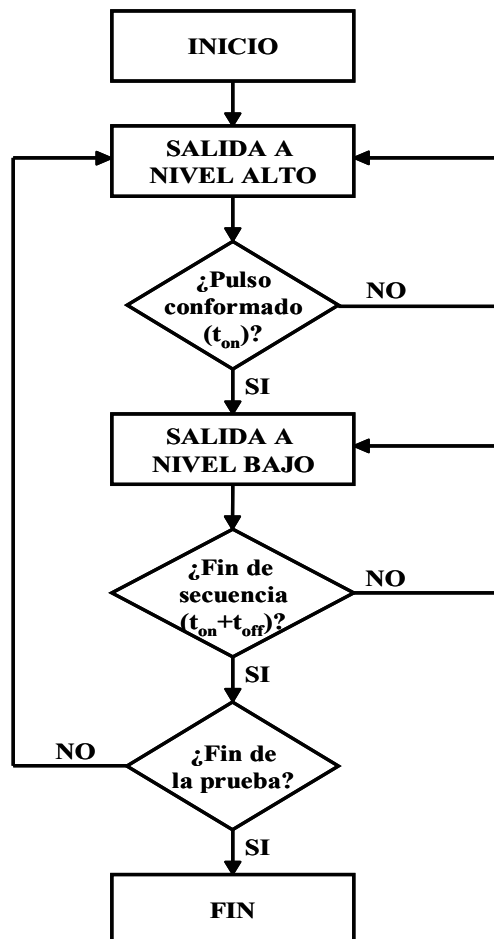 INICIO
SALIDA A
NIVEL ALTO
¿Pulso
conformado
(ton)?
NO
SI
SALIDA A
NIVEL BAJO
¿Fin de
secuencia
(ton+toff)?
NO
SI
¿Fin de
la prueba?
NO
SI
FIN